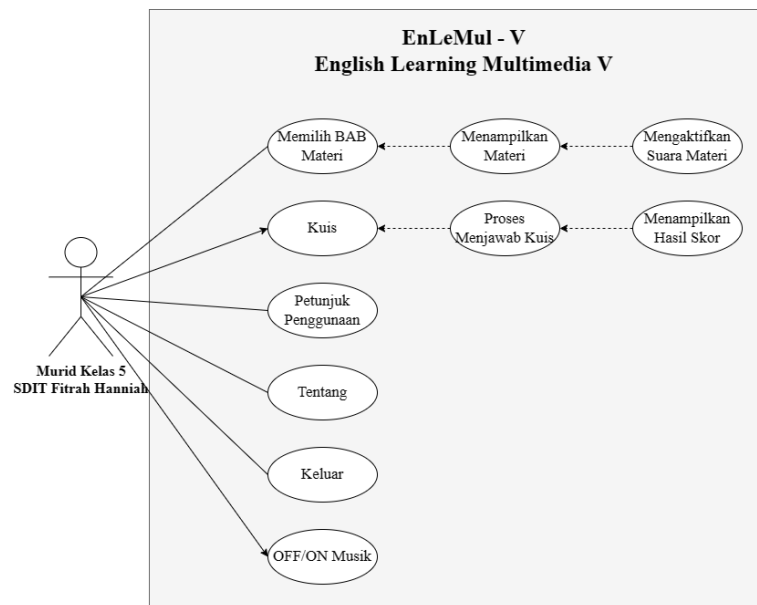 EnLeMul - V
English Learning Multimedia V
Memilih BAB
Materi
Menampilkan
Materi
Mengaktifkan
Suara Materi
Kuis
Proses
Menjawab Kuis
Menampilkan
Hasil Skor
Petunjuk
Penggunaan
Murid Kelas 5
SDIT Fitrah Hanniah
Tentang
Keluar
OFF/ON Musik